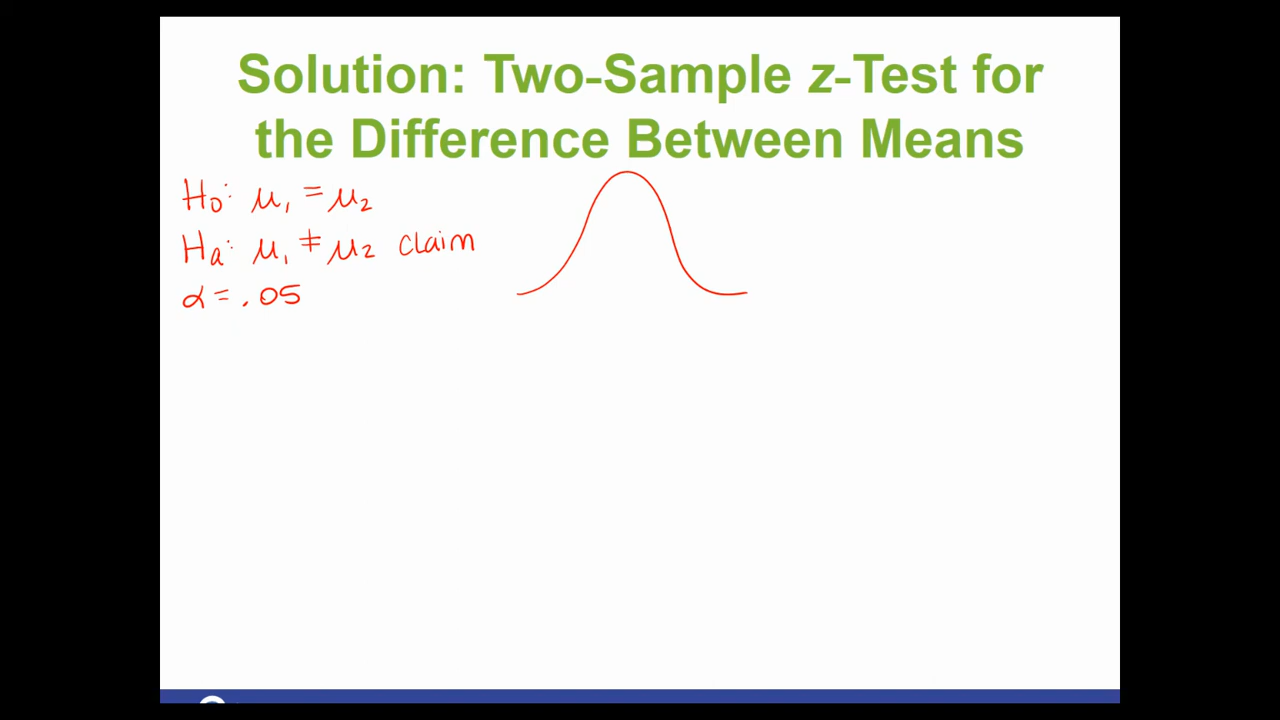 Solution: Two-Sample z-Test for
the Difference Between Means
H₀: μ₁ = μ₂
Hₐ: μ₁ ≠ μ₂ claim
α = .05